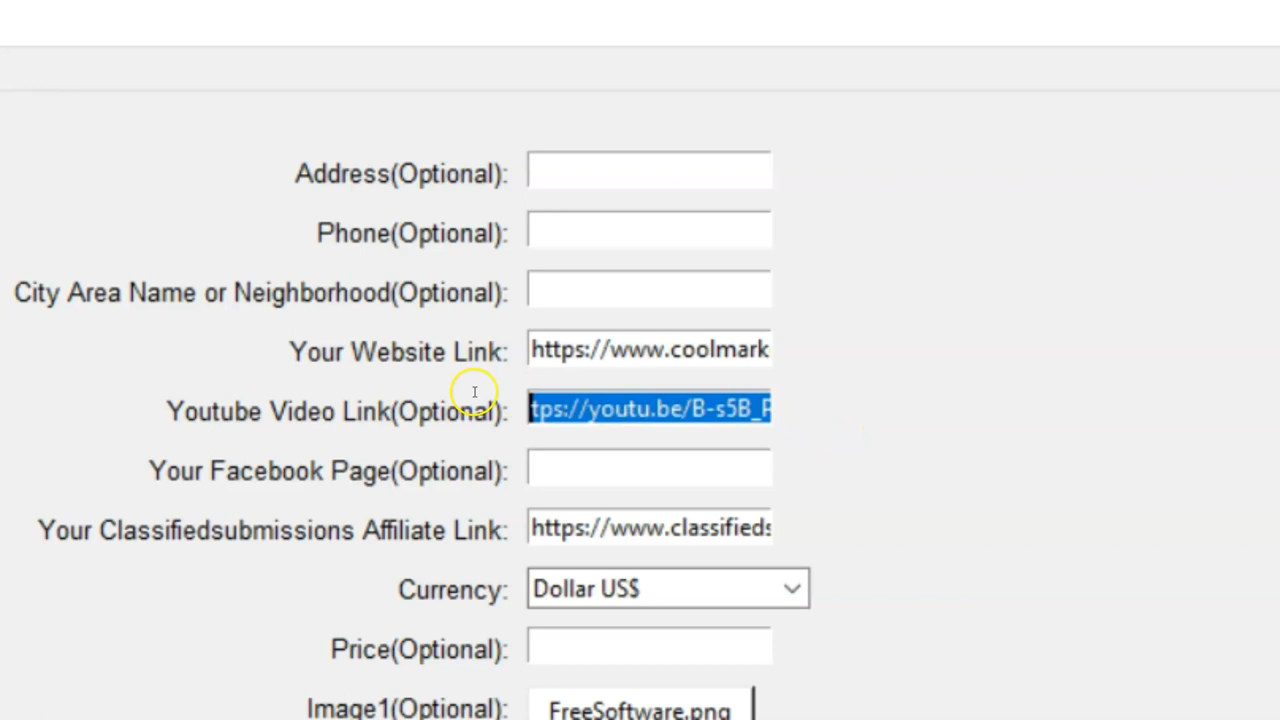 Address(Optional):
Phone(Optional):
City Area Name or Neighborhood(Optional):
Your Website Link: https://www.coolmark
Youtube Video Link(Optional): tps://youtu.be/B-s5B_
Your Facebook Page(Optional):
Your Classifiedsubmissions Affiliate Link: https://www.classifieds
Currency: Dollar US$
Price(Optional):
Image1(Optional): FreeSoftware.png